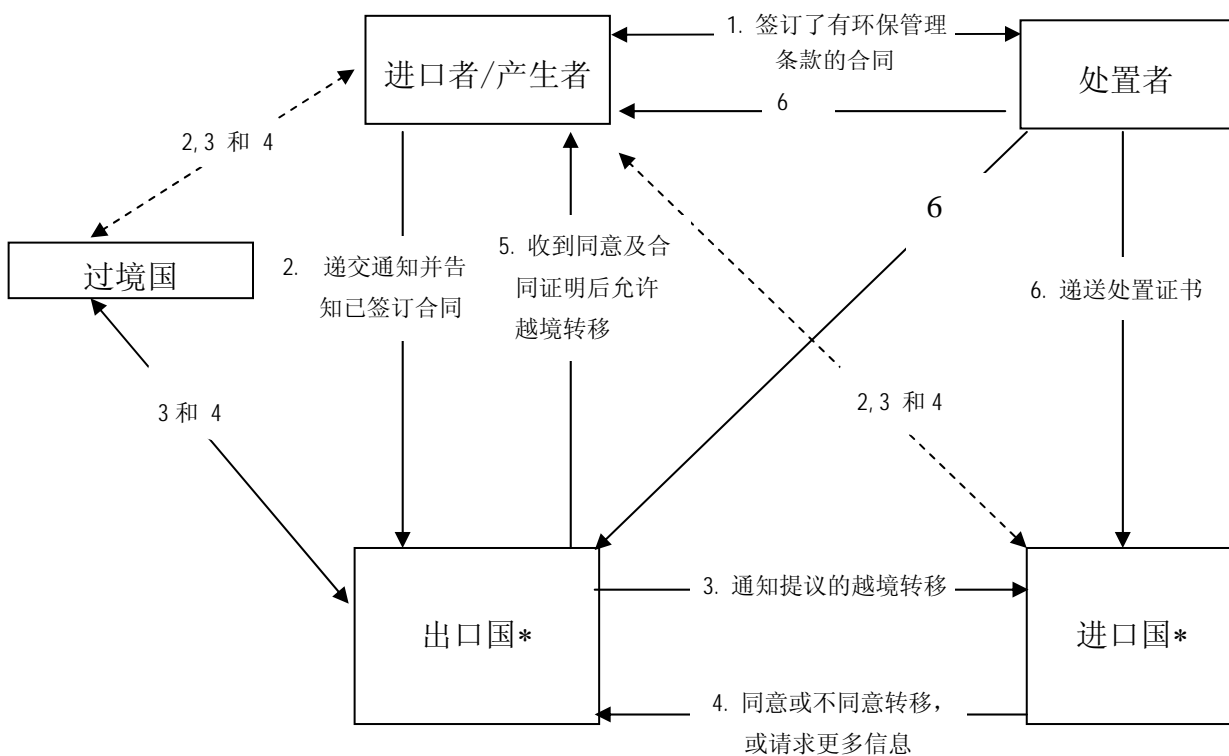 1. 签订了有环保管理
条款的合同
进口者/产生者
处置者
6
2,3 和 4
6
过境国
2. 递交通知并告
知已签订合同
5. 收到同意及合
同证明后允许
越境转移
6. 递送处置证书
3和 4
2,3 和4
3. 通知提议的越境转移
出口国*
进口国*
4. 同意或不同意转移，
或请求更多信息